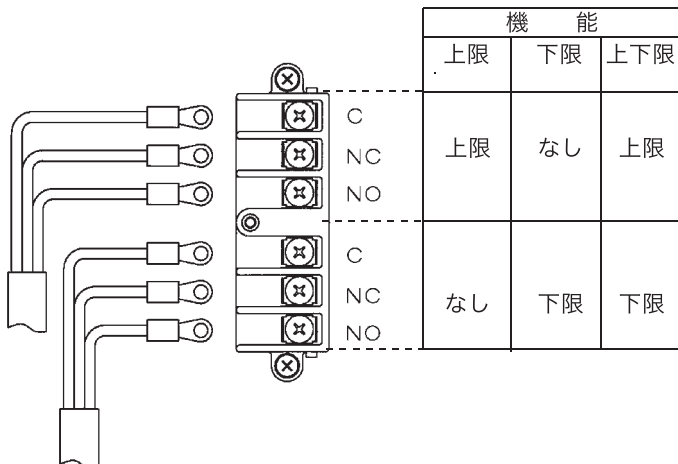 機 能
上限 下限 上下限
C
NC
NO
上限 なし 上限
C
NC
NO
なし 下限 下限